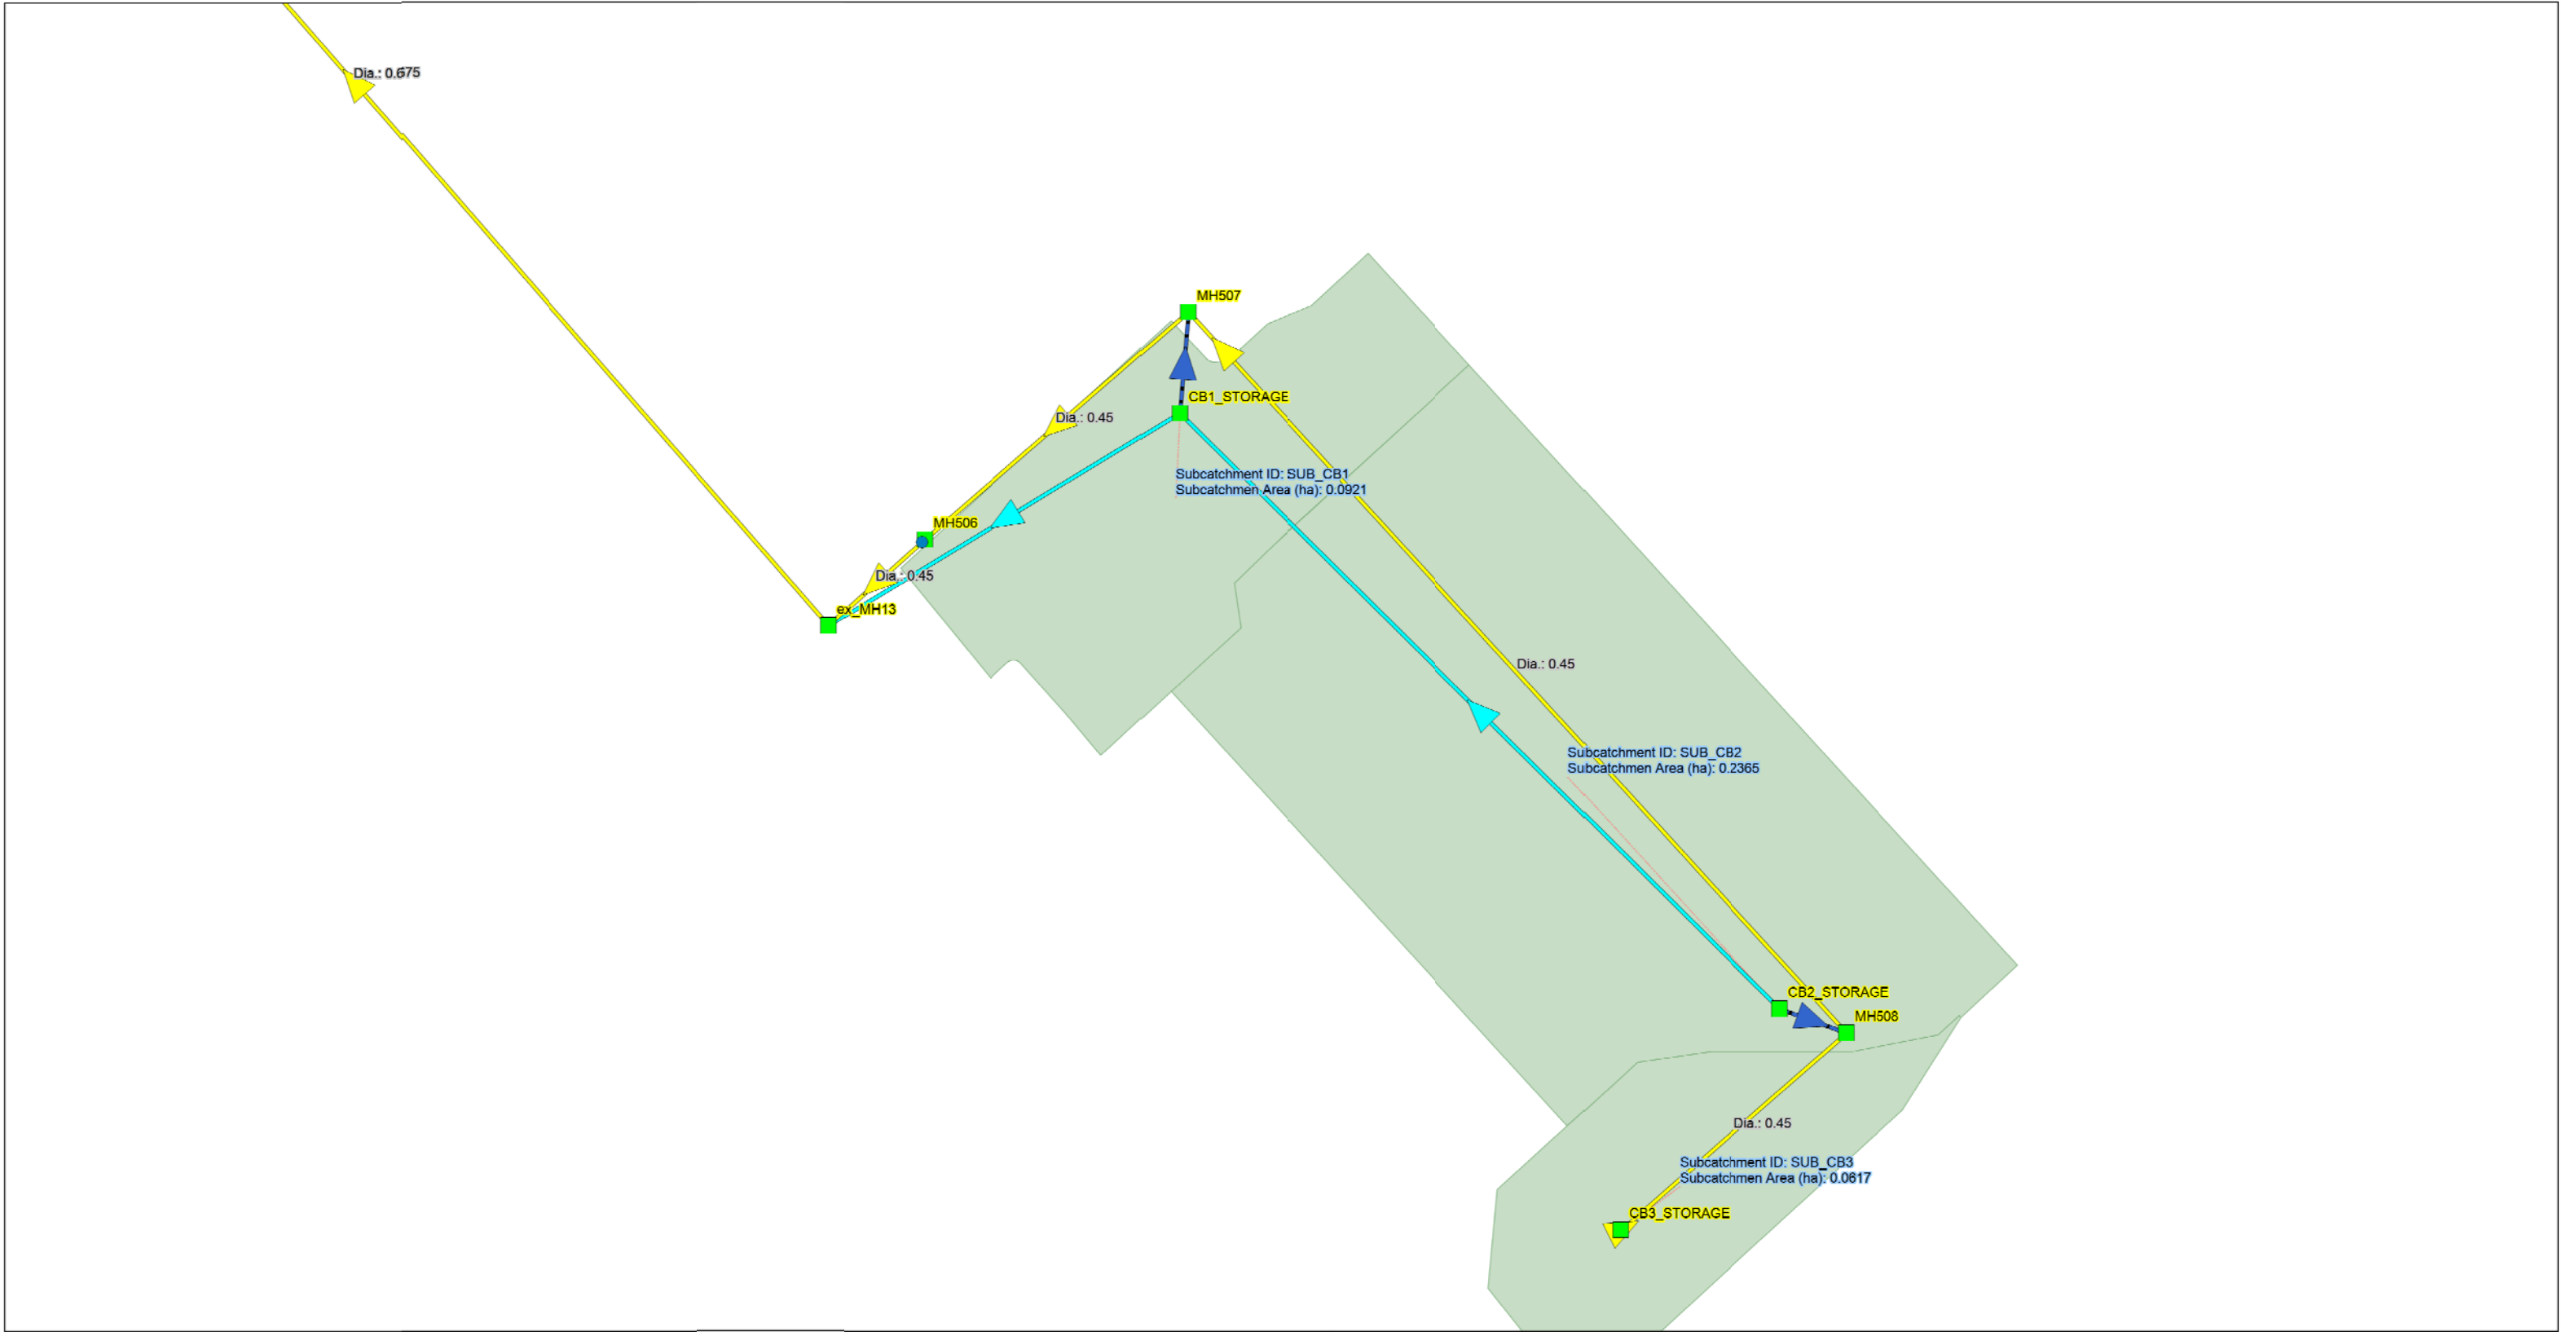 Dia.: 0.675
MH507
CB1_STORAGE
Dia.: 0.45
Subcatchment ID: SUB_CB1
Subcatchmen Area (ha): 0.0921
MH506
Dia.: 0.45
ex_MH13
Dia.: 0.45
Subcatchment ID: SUB_CB2
Subcatchmen Area (ha): 0.2365
CB2_STORAGE
MH508
Dia.: 0.45
Subcatchment ID: SUB_CB3
Subcatchmen Area (ha): 0.0617
CB3_STORAGE